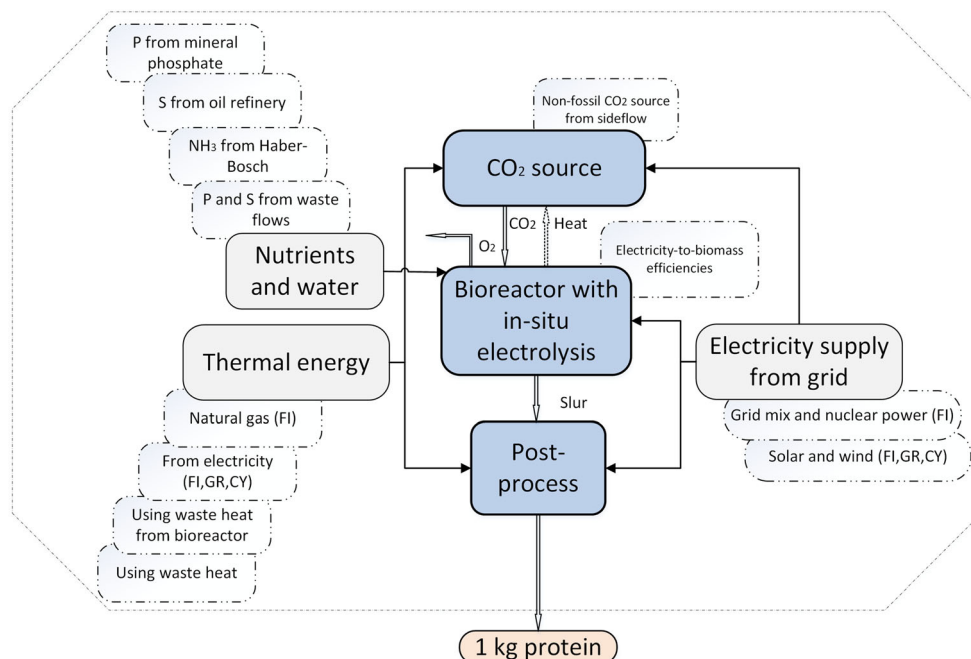 P from mineral
phosphate
S from oil refinery
NH3 from Haber-
Bosch
P and S from waste
flows
Nutrients
and water
Thermal energy
Natural gas (FI)
From electricity
(FI,GR,CY)
Using waste heat
from bioreactor
Using waste heat
Non-fossil CO2 source
from sideflow
CO2 source
CO2
Heat
O2
Electricity-to-biomass
efficiencies
Bioreactor with
in-situ
electrolysis
Slur
Post-
process
1 kg protein
Electricity supply
from grid
Grid mix and nuclear power (FI)
Solar and wind (FI,GR,CY)